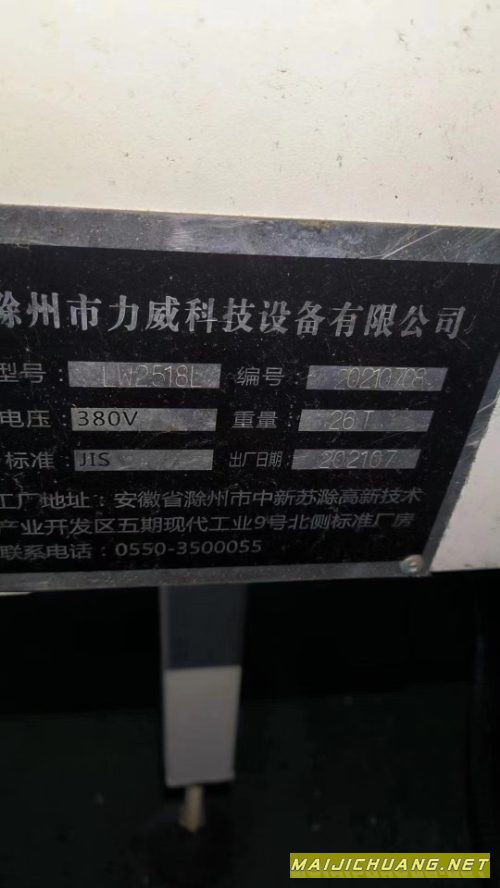 滁州市力威科技设备有限公司
型号：LW2518L 编号：20210708
电压：380V 重量：26T
标准：JIS 出厂日期：202107
工厂地址：安徽省滁州市中新苏滁高新技术
产业开发区五期现代工业9号北侧标准厂房
联系电话：0550-3500055
MAIJICHUANG.NET